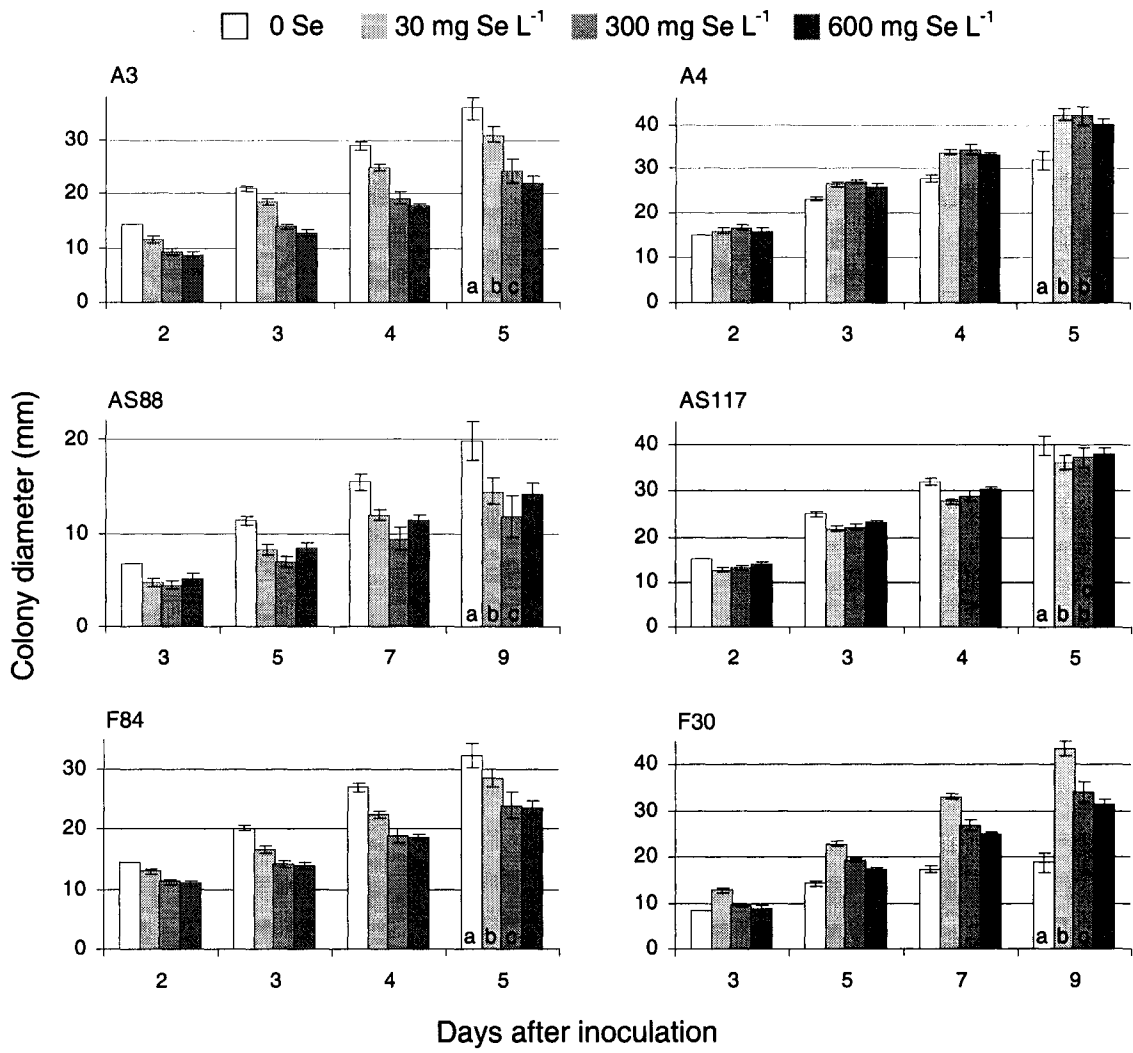 0 Se 30 mg Se L⁻¹ 300 mg Se L⁻¹ 600 mg Se L⁻¹
A3
30
20
10
0
a b c
2 3 4 5
A4
40
30
20
10
0
a b b
2 3 4 5
AS88
20
10
0
a b c
3 5 7 9
AS117
40
30
20
10
0
c
a b b
2 3 4 5
F84
30
20
10
0
a b c
2 3 4 5
F30
40
30
20
10
0
a b c
3 5 7 9
Colony diameter (mm)
Days after inoculation